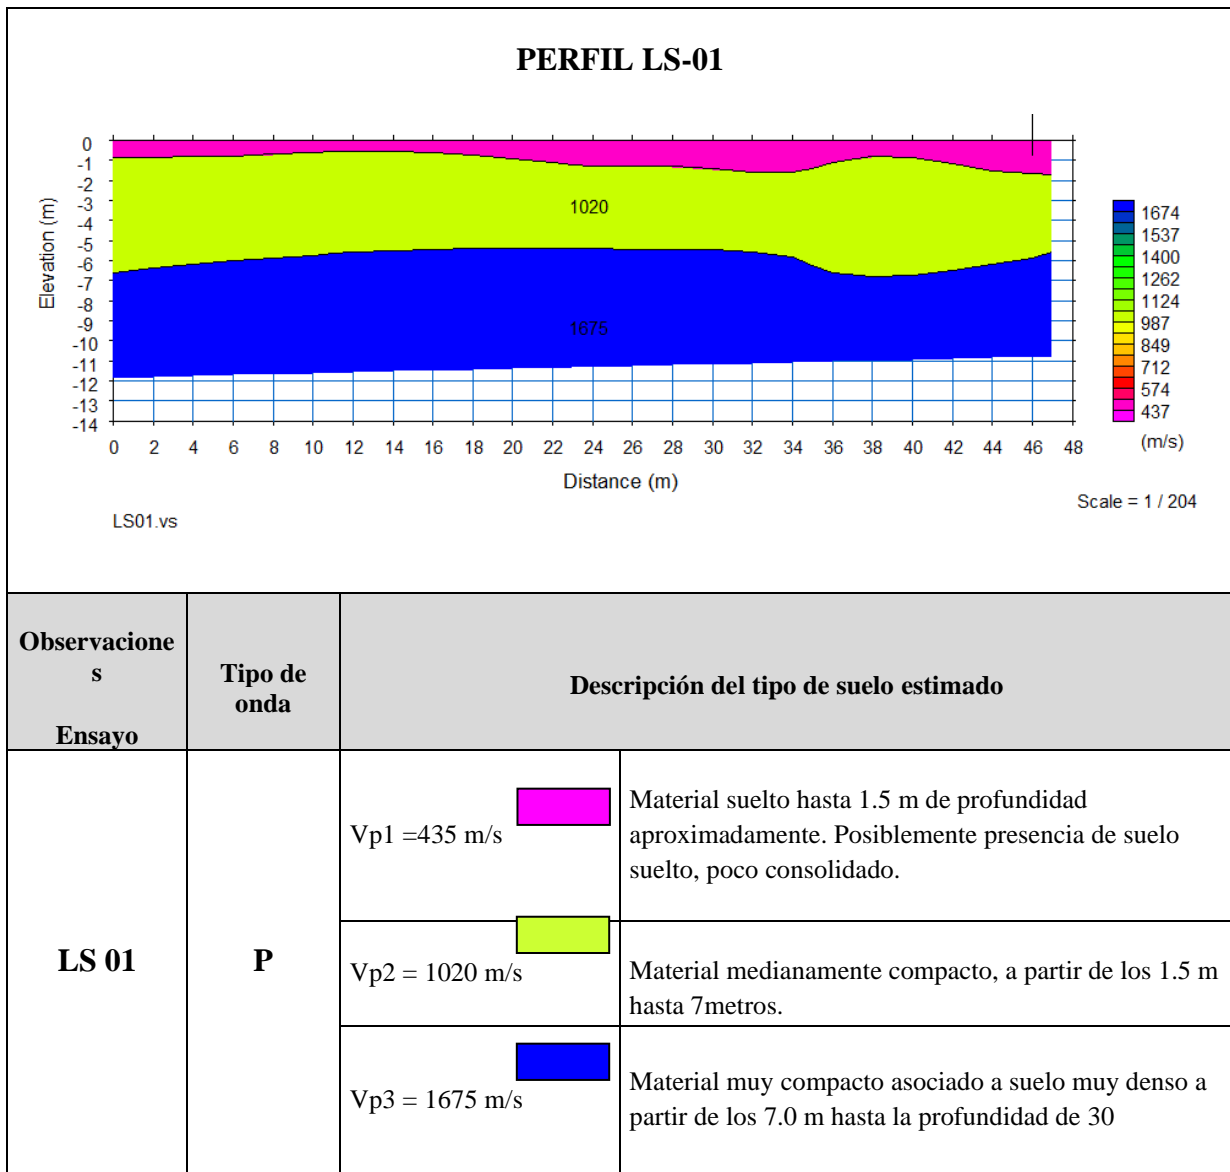 PERFIL LS-01
Elevation (m)
0
-1
-2
-3
-4
-5
-6
-7
-8
-9
-10
-11
-12
-13
-14
1020
1675
0 2 4 6 8 10 12 14 16 18 20 22 24 26 28 30 32 34 36 38 40 42 44 46 48
Distance (m)
LS01.vs
1674
1537
1400
1262
1124
987
849
712
574
437
(m/s)
Scale = 1 / 204
Observacione
s
Ensayo
Tipo de
onda
Descripción del tipo de suelo estimado
LS 01
P
Vp1 =435 m/s
Material suelto hasta 1.5 m de profundidad
aproximadamente. Posiblemente presencia de suelo
suelto, poco consolidado.
Vp2 = 1020 m/s
Material medianamente compacto, a partir de los 1.5 m
hasta 7metros.
Vp3 = 1675 m/s
Material muy compacto asociado a suelo muy denso a
partir de los 7.0 m hasta la profundidad de 30